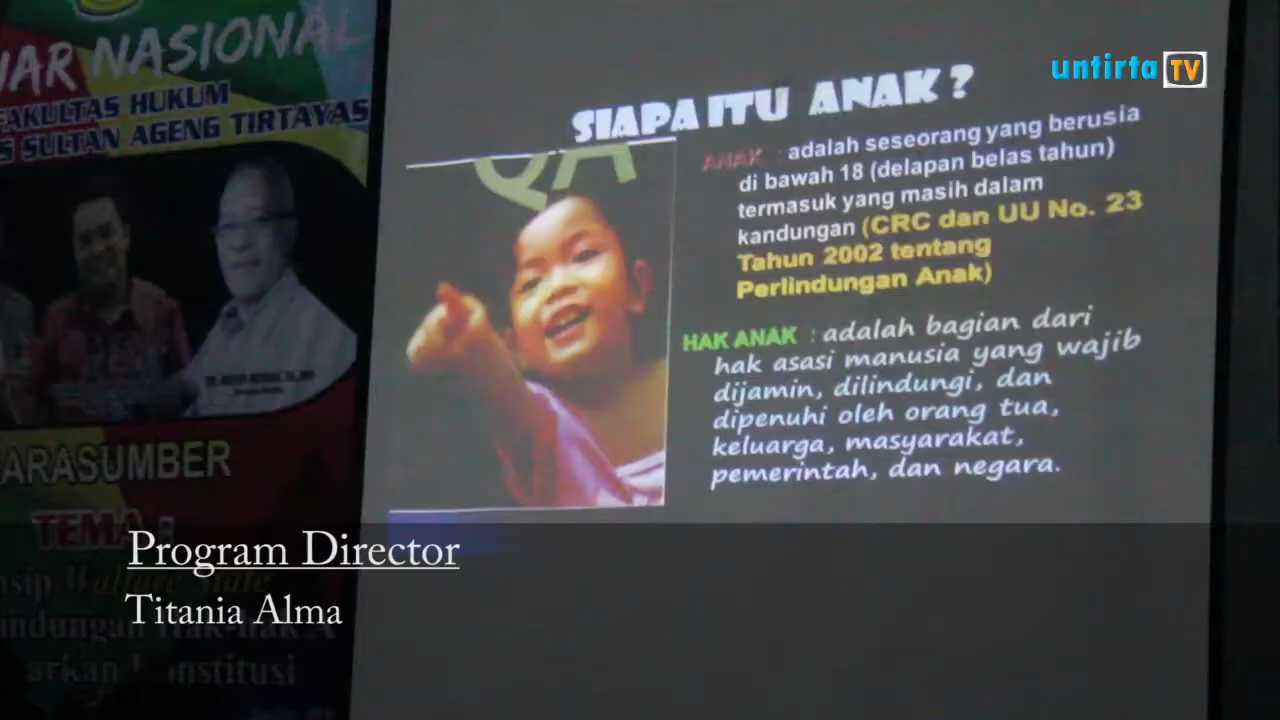 NASIONAL
FAKULTAS HUKUM
SULTAN AGENG TIRTAYAS
ARASUMBER
TEMA :
untirta TV
SIAPA ITU ANAK ?
ANAK : adalah seseorang yang berusia
di bawah 18 (delapan belas tahun)
termasuk yang masih dalam
kandungan (CRC dan UU No. 23
Tahun 2002 tentang
Perlindungan Anak)
HAK ANAK : adalah bagian dari
hak asasi manusia yang wajib
dijamin, dilindungi, dan
dipenuhi oleh orang tua,
keluarga, masyarakat,
pemerintah, dan negara.
Program Director
Titania Alma